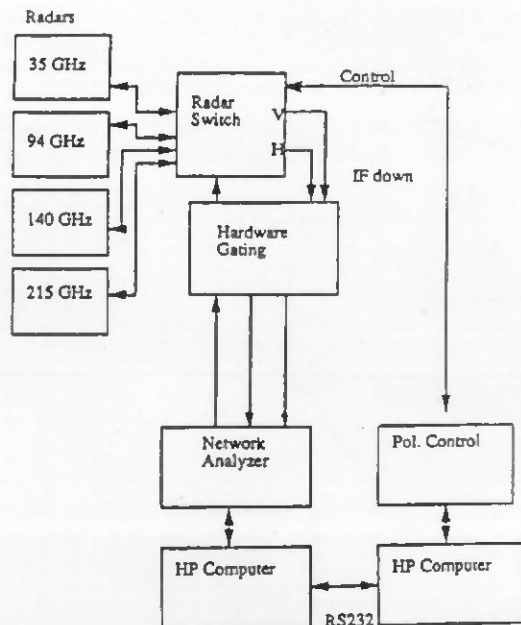 Radars
35 GHz
94 GHz
140 GHz
215 GHz
Radar
Switch
V
H
Control
IF down
Hardware
Gating
Network
Analyzer
Pol. Control
HP Computer
HP Computer
RS232